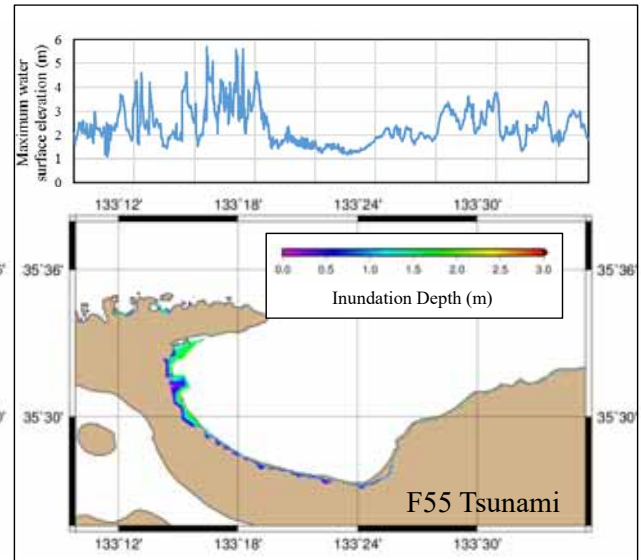 Maximum water
surface elevation (m)
6
5
4
3
2
1
0
133˚12' 133˚18' 133˚24' 133˚30'
35˚36' 
0.0 0.5 1.0 1.5 2.0 2.5 3.0
Inundation Depth (m)
35˚36'
35˚30' 35˚30'
F55 Tsunami
133˚12' 133˚18' 133˚24' 133˚30'